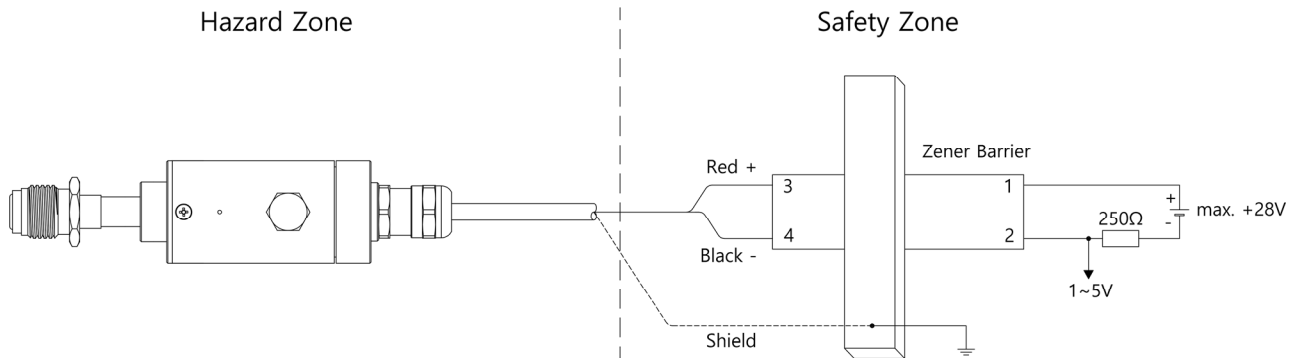 Hazard Zone
Safety Zone
Zener Barrier
Red +
3
1
+
max. +28V
-
250Ω
4
2
Black -
1~5V
Shield